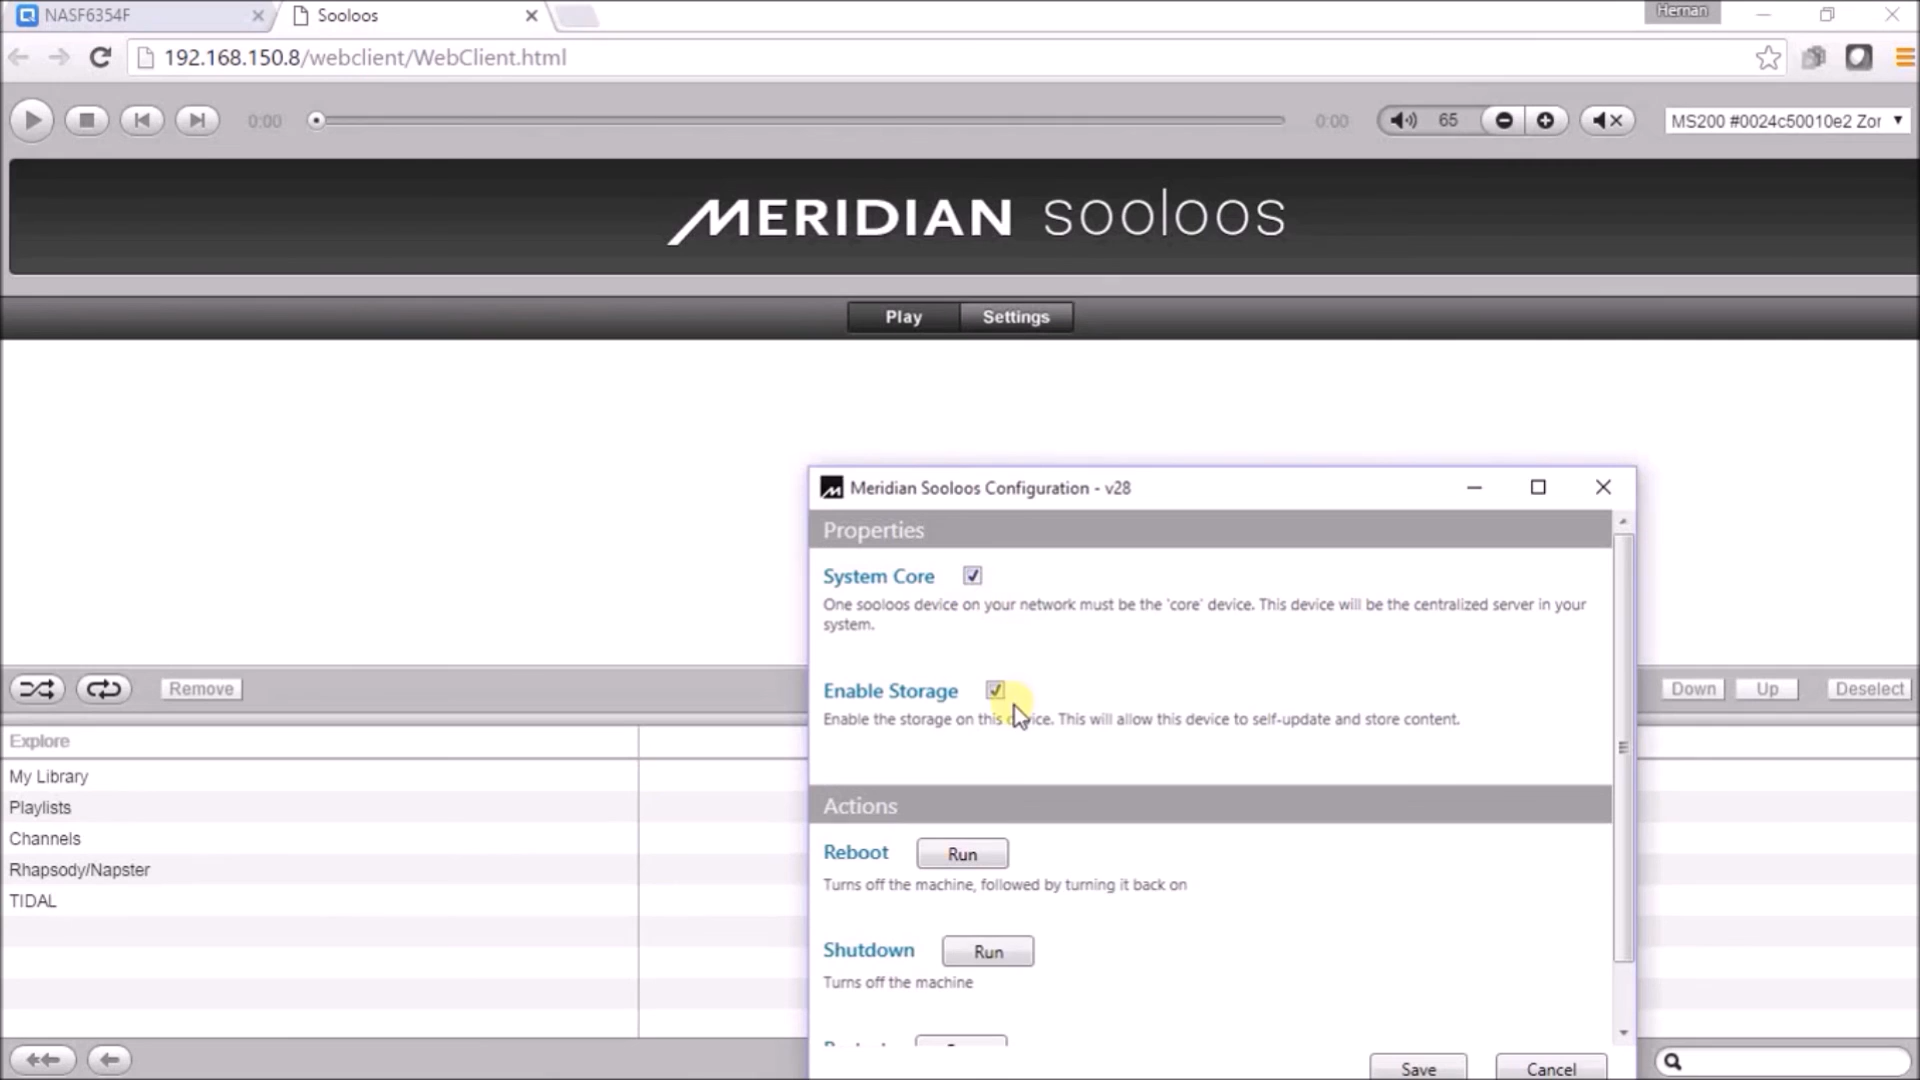 NASF6354F
Sooloos
Hernan
192.168.150.8/webclient/WebClient.html
0:00
0:00
65
MS200 #0024c50010e2 Zor
MERIDIAN sooloos
Play
Settings
Meridian Sooloos Configuration - v28
Properties
System Core
One sooloos device on your network must be the 'core' device. This device will be the centralized server in your
system.
Enable Storage
Enable the storage on this device. This will allow this device to self-update and store content.
Actions
Reboot
Run
Turns off the machine, followed by turning it back on
Shutdown
Run
Turns off the machine
Save
Cancel
Remove
Down
Up
Deselect
Explore
My Library
Playlists
Channels
Rhapsody/Napster
TIDAL